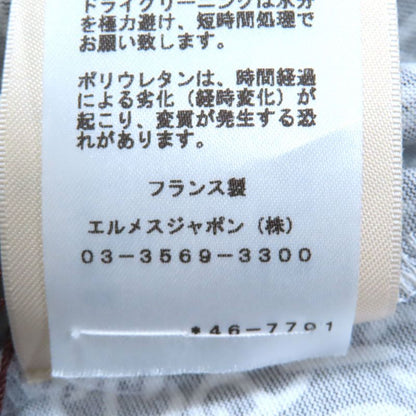 ドライクリーニングは水分
を極力避け、短時間処理で
お願い致します。
ポリウレタンは、時間経過
による劣化（経時変化）が
起こり、変質が発生する恐
れがあります。
フランス製
エルメスジャポン（株）
03-3569-3300
*46-7791